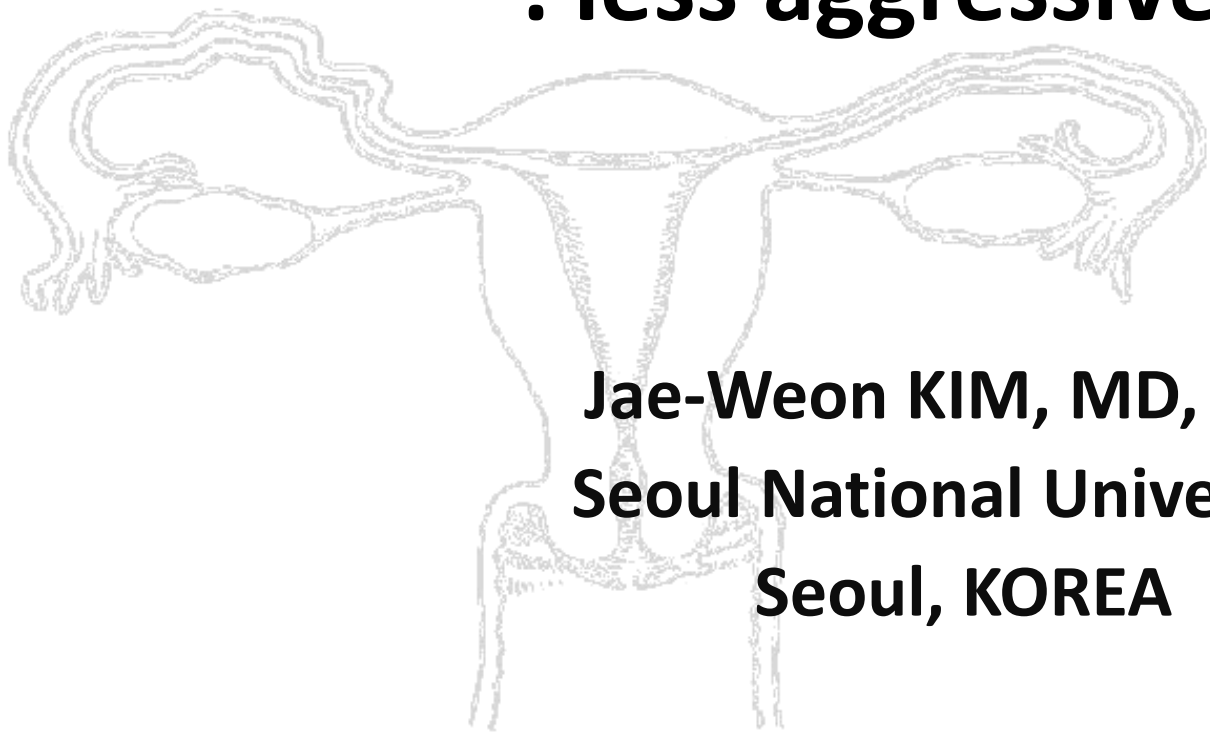 : less aggressive
Jae-Weon KIM, MD,
Seoul National Unive
Seoul, KOREA